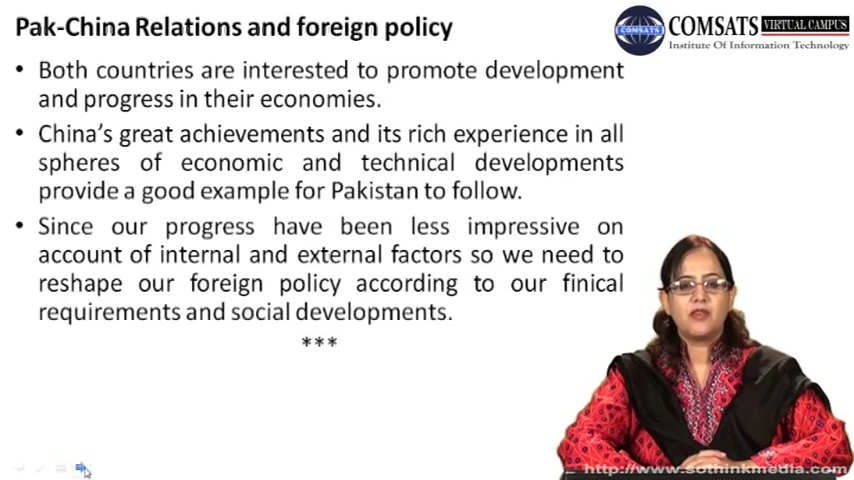 Pak-China Relations and foreign policy
COMSATS VIRTUAL CAMPUS
Institute Of Information Technology
COMSATS
• Both countries are interested to promote development
and progress in their economies.
• China's great achievements and its rich experience in all
spheres of economic and technical developments
provide a good example for Pakistan to follow.
• Since our progress have been less impressive on
account of internal and external factors so we need to
reshape our foreign policy according to our finical
requirements and social developments.
***
http://www.sothinkmedia.com